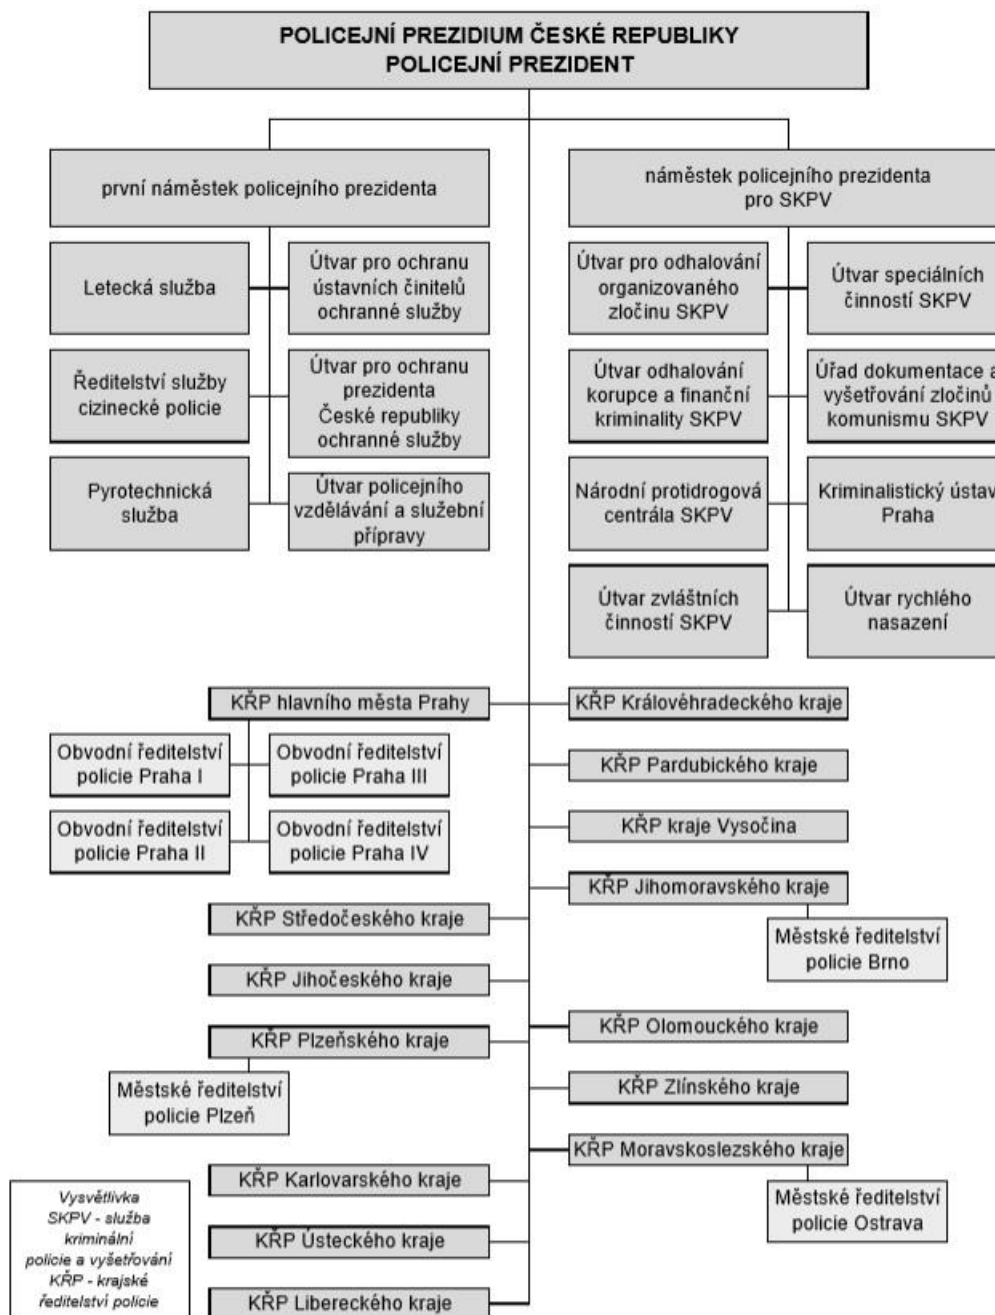 POLICEJNÍ PREZIDIUM ČESKÉ REPUBLIKY
POLICEJNÍ PREZIDENT
první náměstek policejního prezidenta
náměstek policejního prezidenta
pro SKPV
Letecká služba
Útvar pro ochranu
ústavních činitelů
ochranné služby
Útvar pro odhalování
organizovaného
zločinu SKPV
Útvar speciálních
činností SKPV
Ředitelství služby
cizinecké policie
Útvar pro ochranu
prezidenta
České republiky
ochranné služby
Útvar odhalování
korupce a finanční
kriminality SKPV
Úřad dokumentace a
vyšetřování zločinů
komunismu SKPV
Pyrotechnická
služba
Útvar policejního
vzdělávání a služební
přípravy
Národní protidrogová
centrála SKPV
Kriminalistický ústav
Praha
Útvar zvláštních
činností SKPV
Útvar rychlého
nasazení
KŘP hlavního města Prahy
KŘP Královéhradeckého kraje
Obvodní ředitelství
policie Praha I
Obvodní ředitelství
policie Praha III
KŘP Pardubického kraje
Obvodní ředitelství
policie Praha II
Obvodní ředitelství
policie Praha IV
KŘP kraje Vysočina
KŘP Jihomoravského kraje
KŘP Středočeského kraje
Městské ředitelství
policie Brno
KŘP Jihočeského kraje
KŘP Olomouckého kraje
KŘP Plzeňského kraje
Městské ředitelství
policie Plzeň
KŘP Zlínského kraje
KŘP Moravskoslezského kraje
KŘP Karlovarského kraje
Městské ředitelství
policie Ostrava
KŘP Ústeckého kraje
KŘP Libereckého kraje
Vysvětlivka
SKPV - služba
kriminální
policie a vyšetřování
KŘP - krajské
ředitelství policie